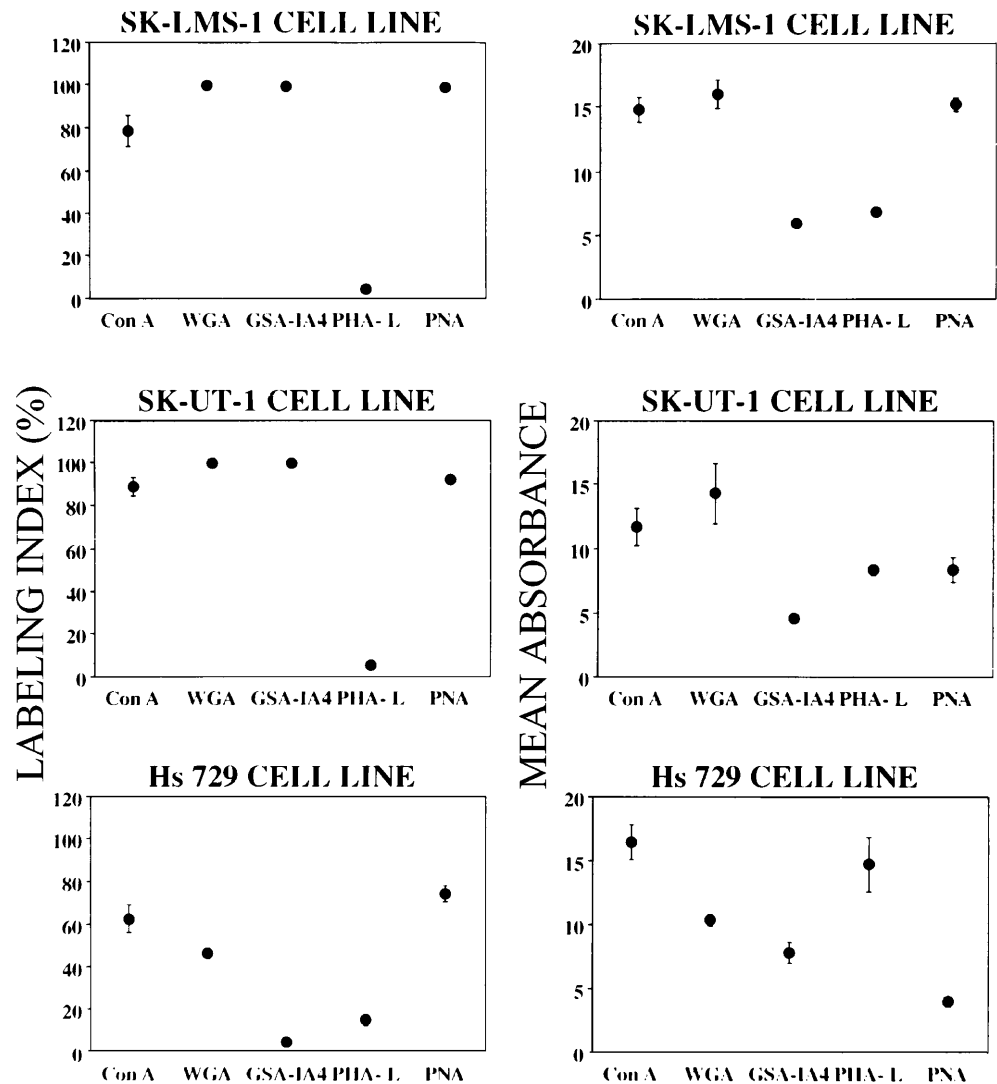 SK-LMS-1 CELL LINE
120
100
80
60
40
20
0
Con A WGA GSA-IA4 PHA- L PNA
SK-LMS-1 CELL LINE
20
15
10
5
0
Con A WGA GSA-IA4 PHA- L PNA
LABELING INDEX (%)
SK-UT-1 CELL LINE
120
100
80
60
40
20
0
Con A WGA GSA-IA4 PHA- L PNA
MEAN ABSORBANCE
SK-UT-1 CELL LINE
20
15
10
5
0
Con A WGA GSA-IA4 PHA- L PNA
Hs 729 CELL LINE
120
100
80
60
40
20
0
Con A WGA GSA-IA4 PHA- L PNA
Hs 729 CELL LINE
20
15
10
5
0
Con A WGA GSA-IA4 PHA- L PNA